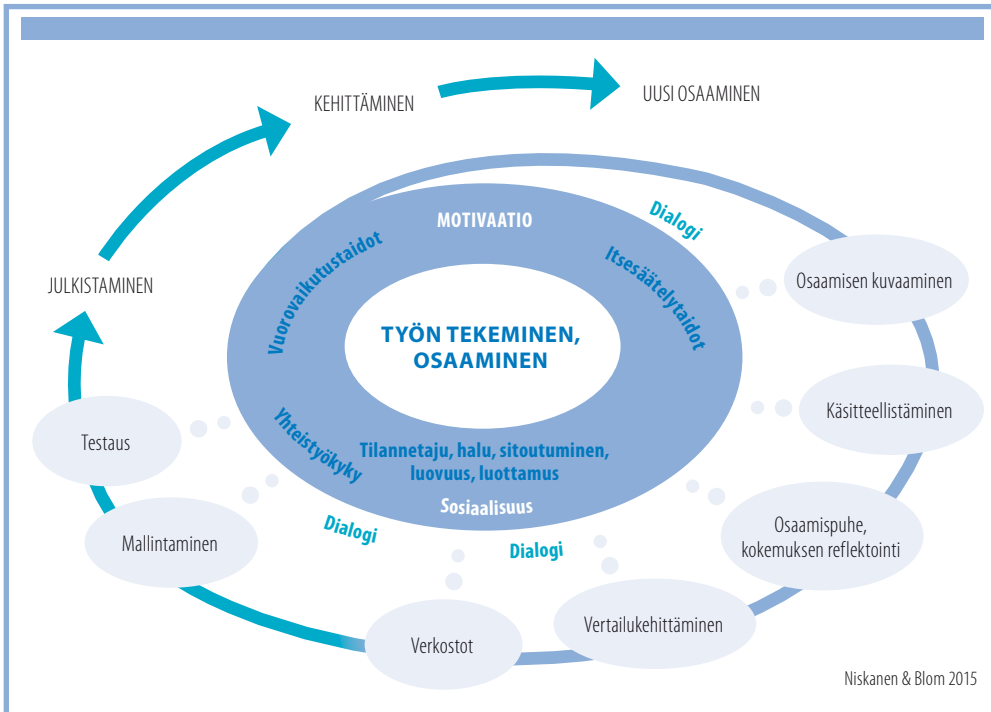 KEHITTÄMINEN
UUSI OSAAMINEN
JULKISTAMINEN
MOTIVAATIO
Vuorovaikutustaidot
Itsesäätelytaidot
Dialogi
TYÖN TEKEMINEN,
OSAAMINEN
Yhteistyökyky
Tilannetaju, halu, sitoutuminen,
luovuus, luottamus
Sosiaalisuus
Dialogi
Dialogi
Osaamisen kuvaaminen
Käsitteellistäminen
Osaamispuhe,
kokemuksen reflektointi
Vertailukehittäminen
Verkostot
Mallintaminen
Testaus
Niskanen & Blom 2015